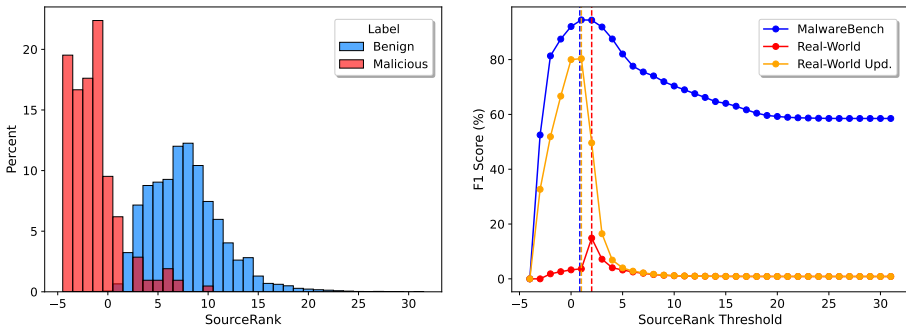 Label
Benign
Malicious
Percent
20
15
10
5
0
−5
0
5
10
15
20
25
30
SourceRank
MalwareBench
Real-World
Real-World Upd.
F1 Score (%)
80
60
40
20
0
−5
0
5
10
15
20
25
30
SourceRank Threshold